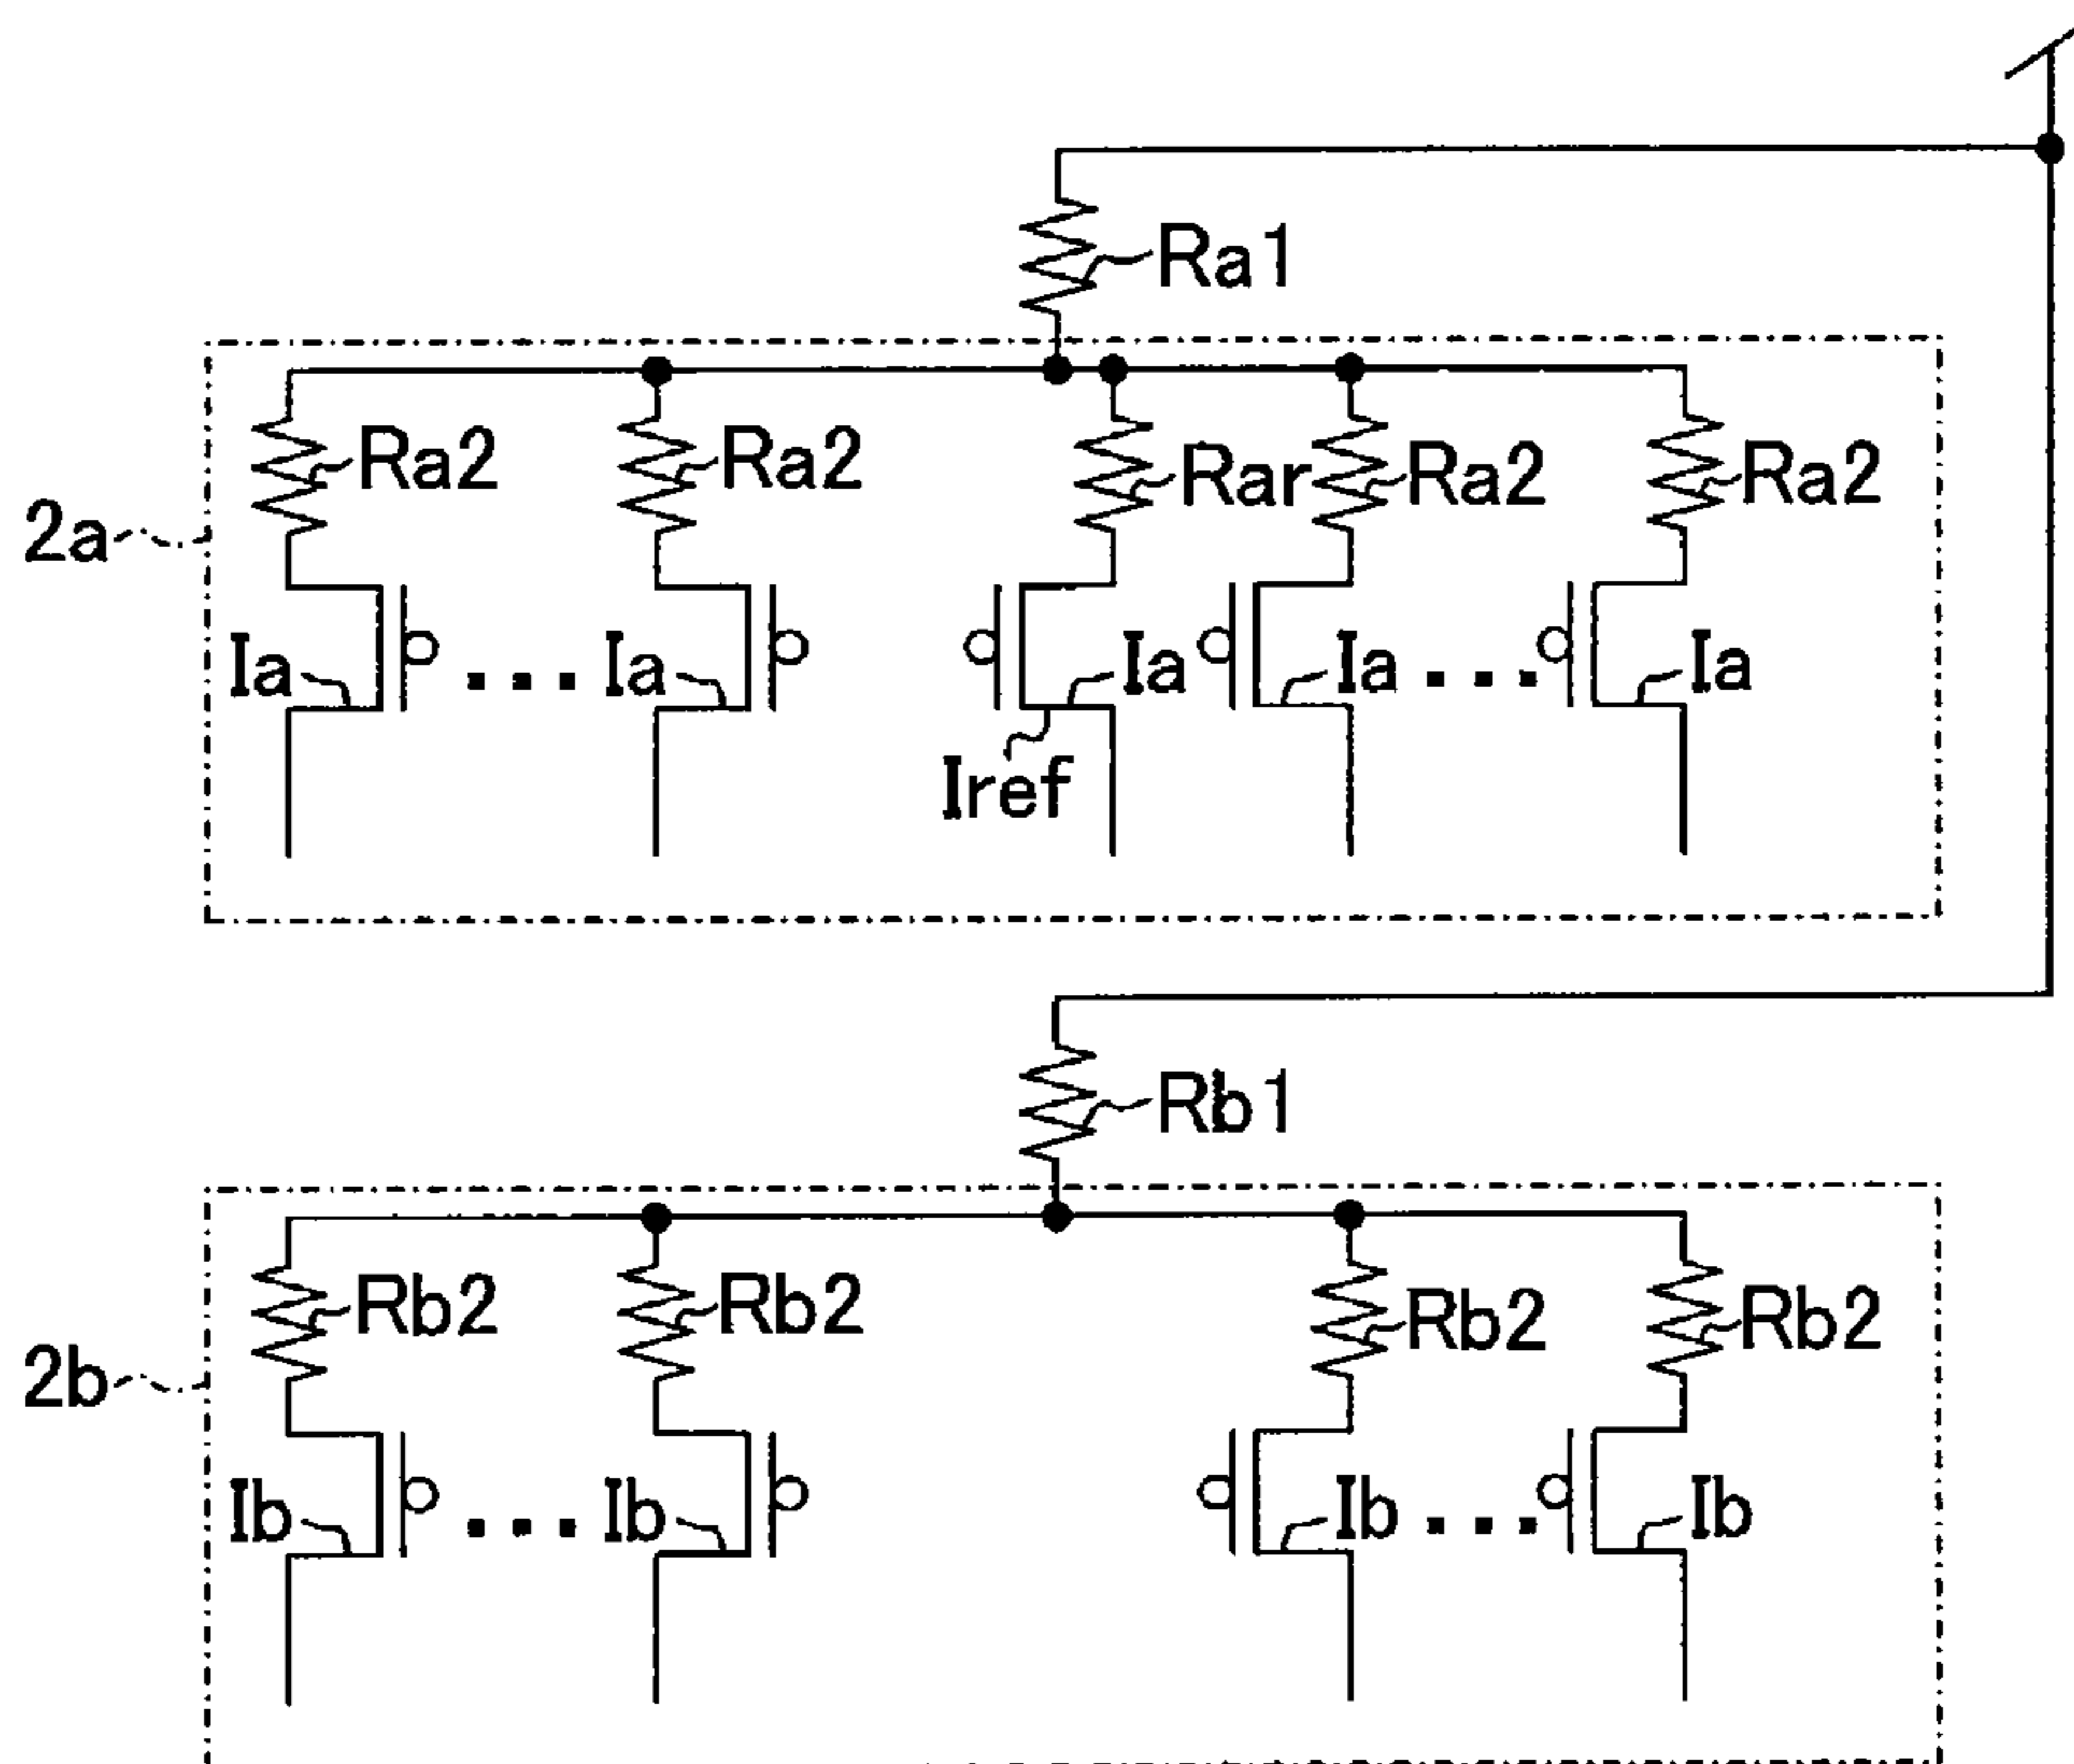 Ra1
Ra2 Ra2 Rar Ra2 Ra2
2a
Ia ... Ia Ia Ia ... Ia
Iref
Rb1
Rb2 Rb2 Rb2 Rb2
2b
Ib ... Ib Ib ... Ib